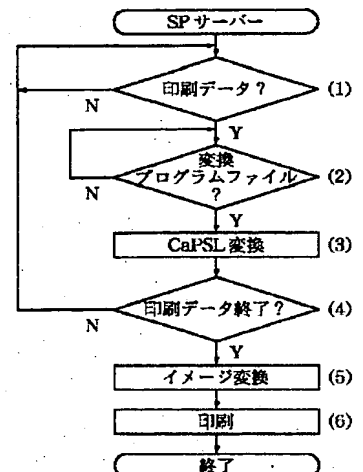 SPサーバー
印刷データ?
(1)
N
Y
変換
プログラムファイル
?
(2)
N
Y
CaPSL変換
(3)
印刷データ終了?
(4)
N
Y
イメージ変換
(5)
印刷
(6)
終了